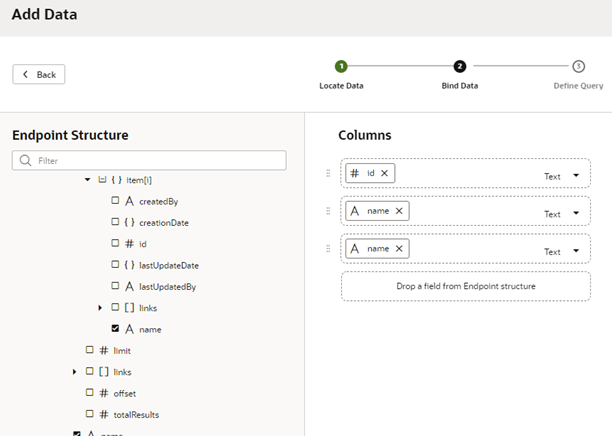 Add Data
Back
1
2
3
Locate Data
Bind Data
Define Query
Endpoint Structure
Filter
{ } Item[i]
A createdBy
{ } creationDate
# id
{ } lastUpdateDate
A lastUpdatedBy
[ ] links
A name
# limit
[ ] links
# offset
# totalResults
A name
Columns
# id × Text
A name × Text
A name × Text
Drop a field from Endpoint structure